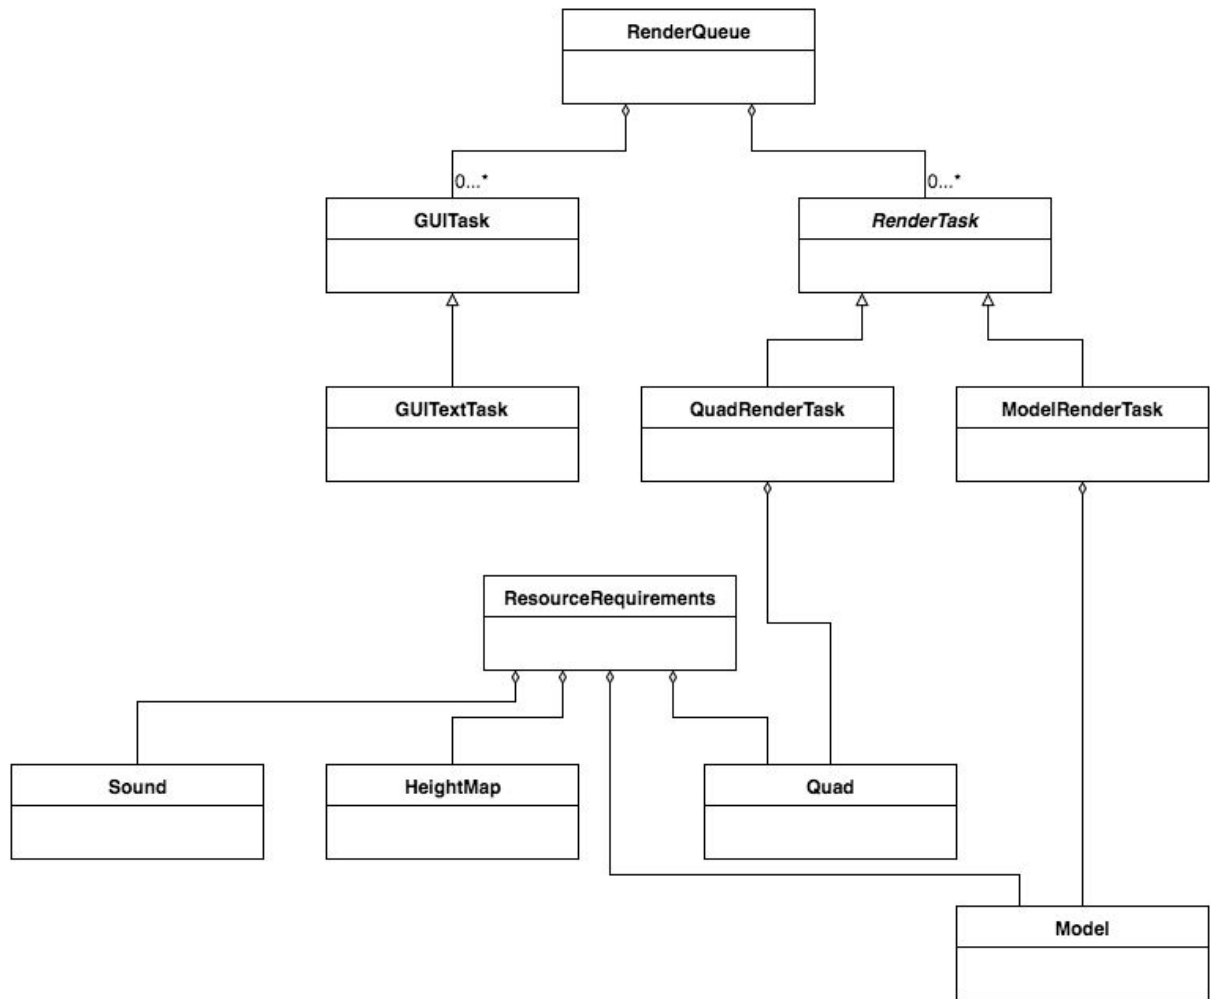 RenderQueue
0...*
0...*
GUITask
RenderTask
GUITextTask
QuadRenderTask
ModelRenderTask
ResourceRequirements
Sound
HeightMap
Quad
Model